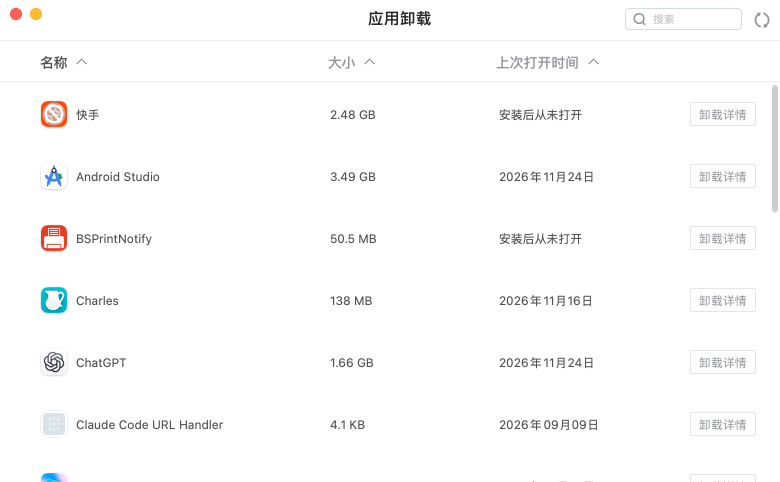 应用卸载
搜索
名称 大小 上次打开时间
快手 2.48 GB 安装后从未打开 卸载详情
Android Studio 3.49 GB 2026年11月24日 卸载详情
BSPrintNotify 50.5 MB 安装后从未打开 卸载详情
Charles 138 MB 2026年11月16日 卸载详情
ChatGPT 1.66 GB 2026年11月24日 卸载详情
Claude Code URL Handler 4.1 KB 2026年09月09日 卸载详情